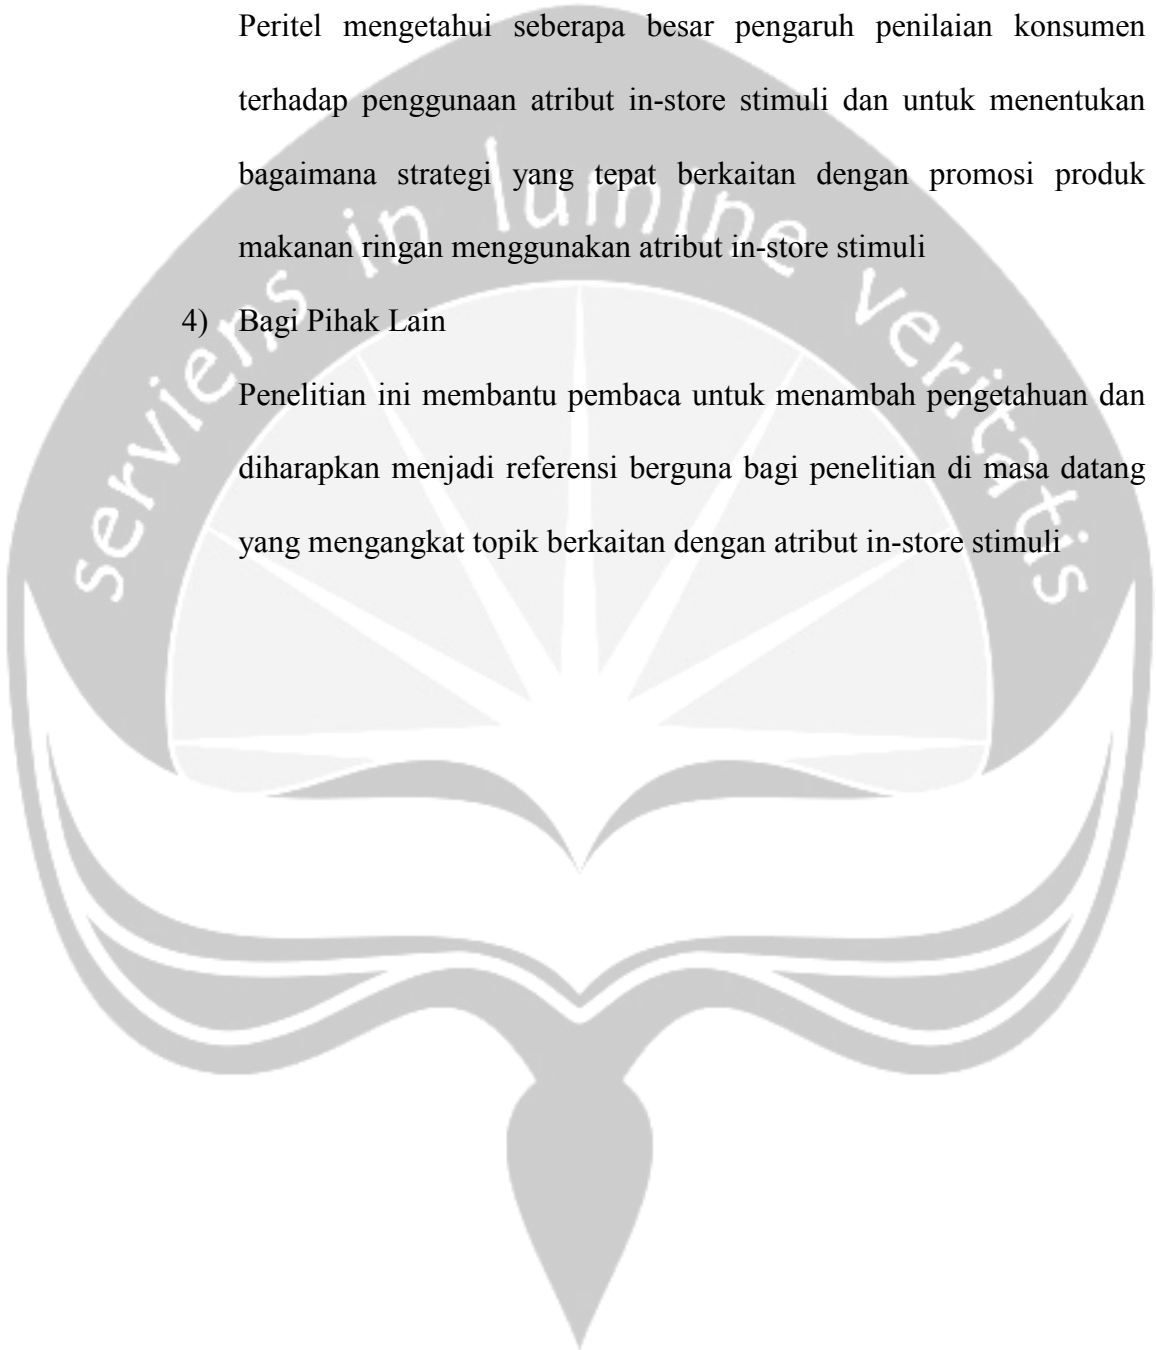 Peritel mengetahui seberapa besar pengaruh penilaian konsumen
terhadap penggunaan atribut in-store stimuli dan untuk menentukan
bagaimana strategi yang tepat berkaitan dengan promosi produk
makanan ringan menggunakan atribut in-store stimuli
4) Bagi Pihak Lain
Penelitian ini membantu pembaca untuk menambah pengetahuan dan
diharapkan menjadi referensi berguna bagi penelitian di masa datang
yang mengangkat topik berkaitan dengan atribut in-store stimuli
serviens in lumine veritatis